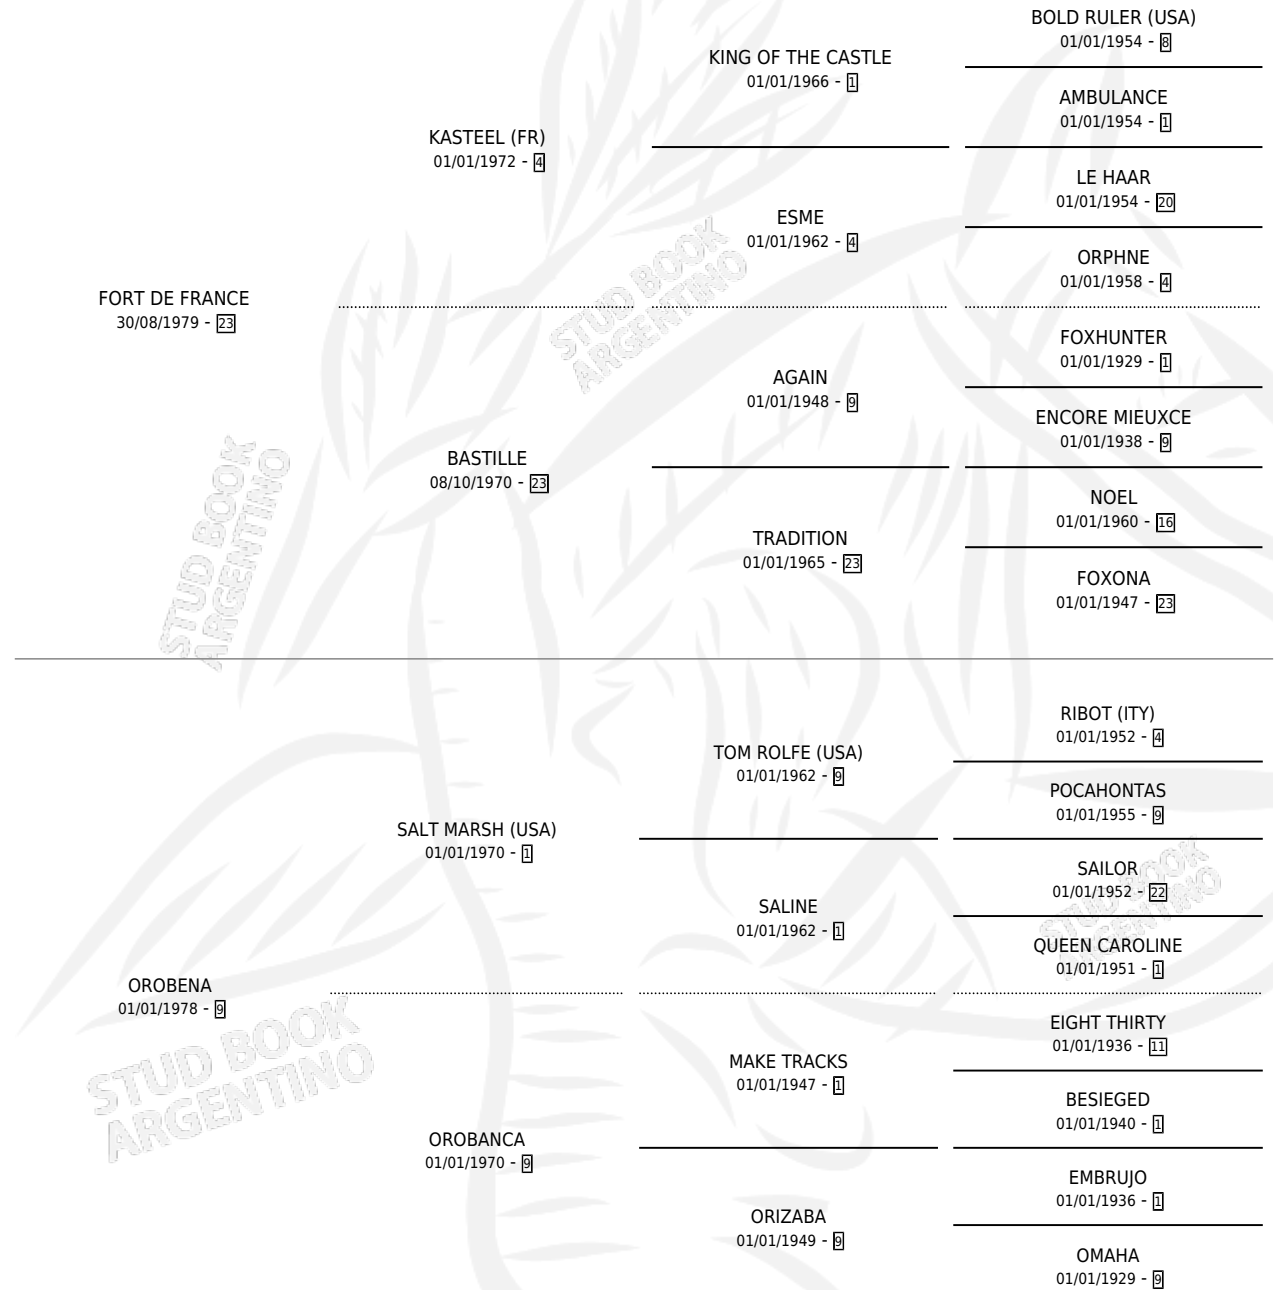 BOLD RULER (USA)
01/01/1954 - 8
KING OF THE CASTLE
01/01/1966 - 1
AMBULANCE
01/01/1954 - 1
KASTEEL (FR)
01/01/1972 - 4
LE HAAR
01/01/1954 - 20
ESME
01/01/1962 - 4
ORPHNE
01/01/1958 - 4
FORT DE FRANCE
30/08/1979 - 23
FOXHUNTER
01/01/1929 - 1
AGAIN
01/01/1948 - 9
ENCORE MIEUXCE
01/01/1938 - 9
BASTILLE
08/10/1970 - 23
NOEL
01/01/1960 - 16
TRADITION
01/01/1965 - 23
FOXONA
01/01/1947 - 23
RIBOT (ITY)
01/01/1952 - 4
TOM ROLFE (USA)
01/01/1962 - 9
POCAHONTAS
01/01/1955 - 9
SALT MARSH (USA)
01/01/1970 - 1
SAILOR
01/01/1952 - 22
SALINE
01/01/1962 - 1
QUEEN CAROLINE
01/01/1951 - 1
OROBENA
01/01/1978 - 9
EIGHT THIRTY
01/01/1936 - 11
MAKE TRACKS
01/01/1947 - 1
BESIEGED
01/01/1940 - 1
OROBANCA
01/01/1970 - 9
EMBRUJO
01/01/1936 - 1
ORIZABA
01/01/1949 - 9
OMAHA
01/01/1929 - 9
STUD BOOK
ARGENTINO
STUD BOOK
ARGENTINO
STUD BOOK
ARGENTINO
STUD BOOK
ARGENTINO